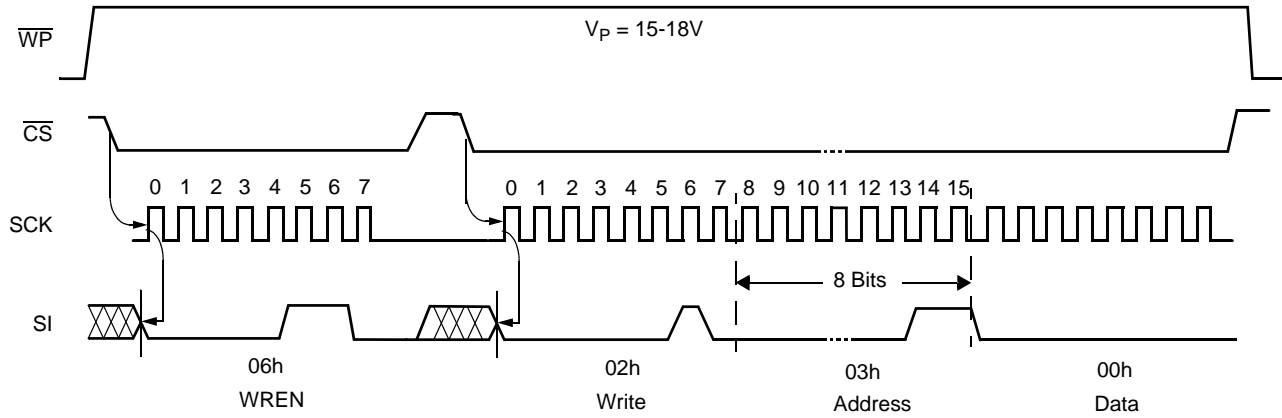 WP
V_P = 15-18V
CS
0 1 2 3 4 5 6 7
0 1 2 3 4 5 6 7 8 9 10 11 12 13 14 15
SCK
8 Bits
SI
06h 02h 03h 00h
WREN Write Address Data